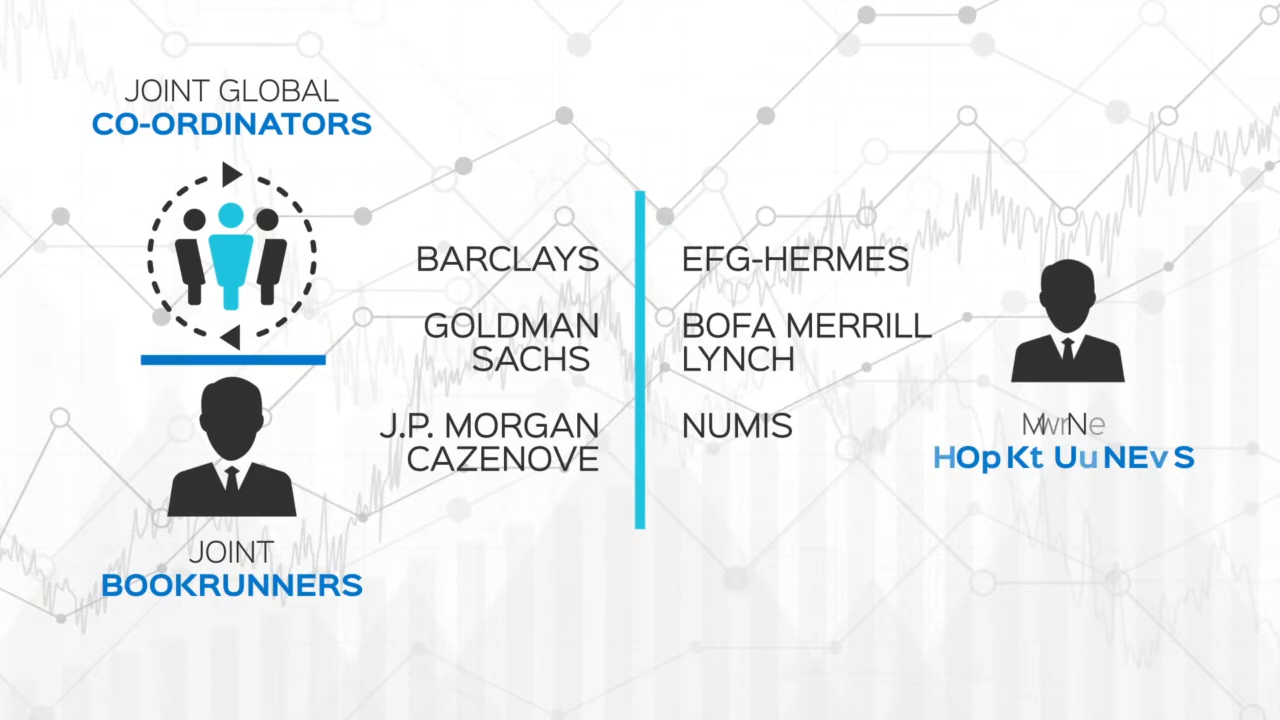 JOINT GLOBAL
CO-ORDINATORS
JOINT
BOOKRUNNERS
BARCLAYS
GOLDMAN
SACHS
J.P. MORGAN
CAZENOVE
EFG-HERMES
BOFA MERRILL
LYNCH
NUMIS